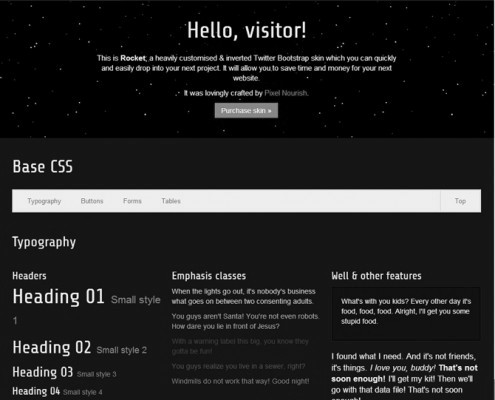 Hello, visitor!
This is Rocket, a heavily customised & inverted Twitter Bootstrap skin which you can quickly
and easily drop into your next project. It will allow you to save time and money for your next
website.
It was lovingly crafted by Pixel Nourish.
Purchase skin »
Base CSS
Typography Buttons Forms Tables Top
Typography
Headers
Heading 01 Small style
1
Heading 02 Small style 2
Heading 03 Small style 3
Heading 04 Small style 4
Emphasis classes
When the lights go out, it's nobody's business
what goes on between two consenting adults.
You guys aren't Santa! You're not even robots.
How dare you lie in front of Jesus?
With a warning label this big, you know they
gotta be fun!
You guys realize you live in a sewer, right?
Windmills do not work that way! Good night!
Well & other features
What's with you kids? Every other day it's
food, food, food. Alright, I'll get you some
stupid food.
I found what I need. And it's not friends,
it's things. I love you, buddy! That's not
soon enough! I'll get my kit! Then we'll
go with that data file! That's not soon